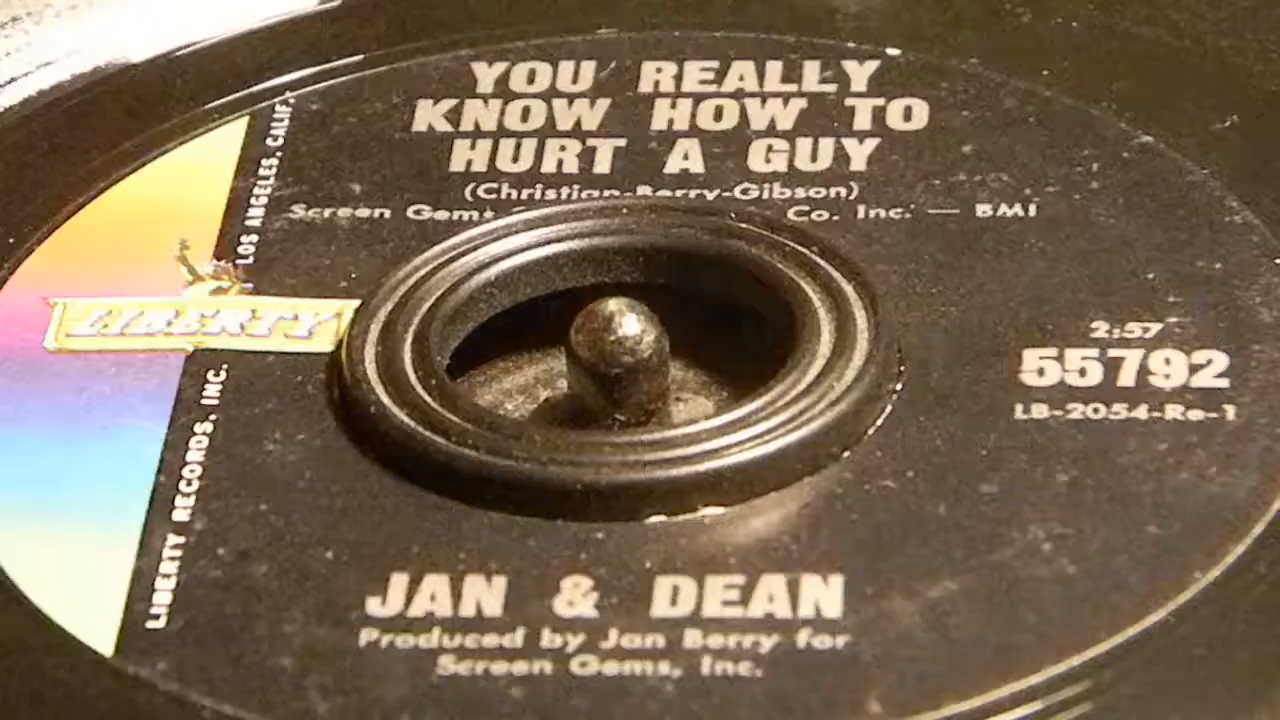 YOU REALLY
KNOW HOW TO
HURT A GUY
(Christian-Berry-Gibson)
Screen Gems Co. Inc. — BMI
LOS ANGELES, CALIF.
LIBERTY
LIBERTY RECORDS, INC.
2:57
55792
LB-2054-Re-1
JAN & DEAN
Produced by Jan Berry for
Screen Gems, Inc.